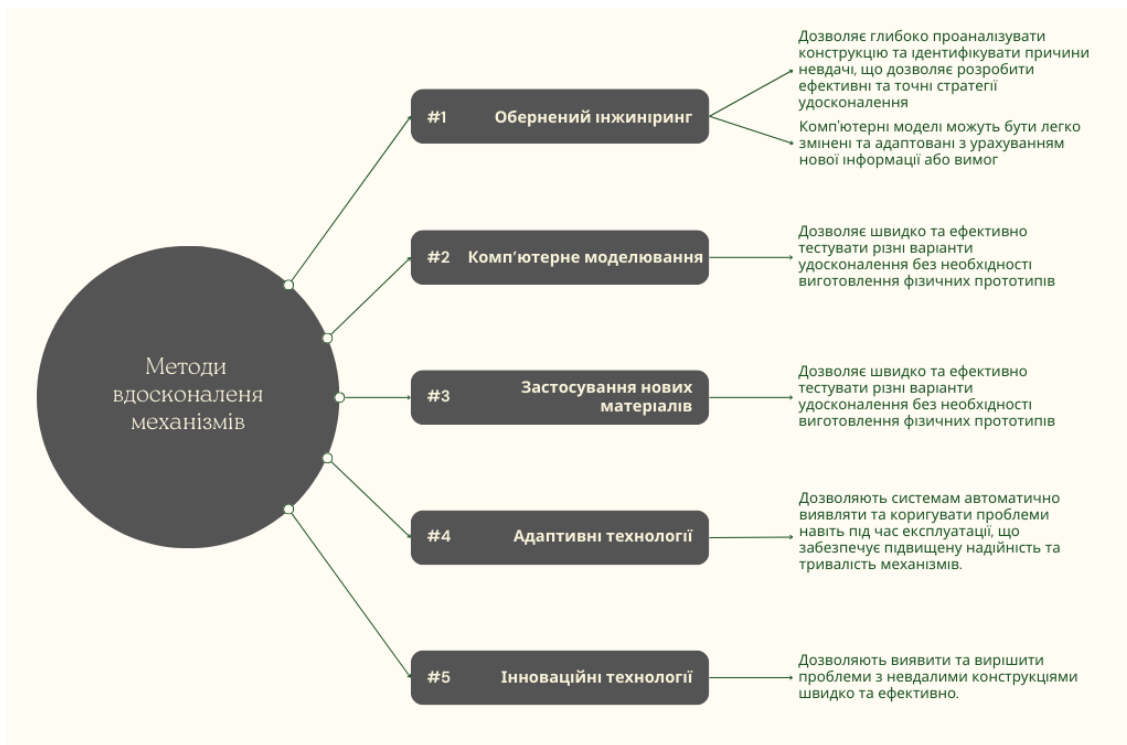 Методи
вдосконаленя
механізмів
#1 Обернений інжиніринг
Дозволяє глибоко проаналізувати
конструкцію та ідентифікувати причини
невдачі, що дозволяє розробити
ефективні та точні стратегії
удосконалення
Комп'ютерні моделі можуть бути легко
змінені та адаптовані з урахуванням
нової інформації або вимог
#2 Комп’ютерне моделювання
Дозволяє швидко та ефективно
тестувати різні варіанти
удосконалення без необхідності
виготовлення фізичних прототипів
#3 Застосування нових
матеріалів
Дозволяє швидко та ефективно
тестувати різні варіанти
удосконалення без необхідності
виготовлення фізичних прототипів
#4 Адаптивні технології
Дозволяють системам автоматично
виявляти та коригувати проблеми
навіть під час експлуатації, що
забезпечує підвищену надійність та
тривалість механізмів.
#5 Інноваційні технології
Дозволяють виявити та вирішити
проблеми з невдалими конструкціями
швидко та ефективно.